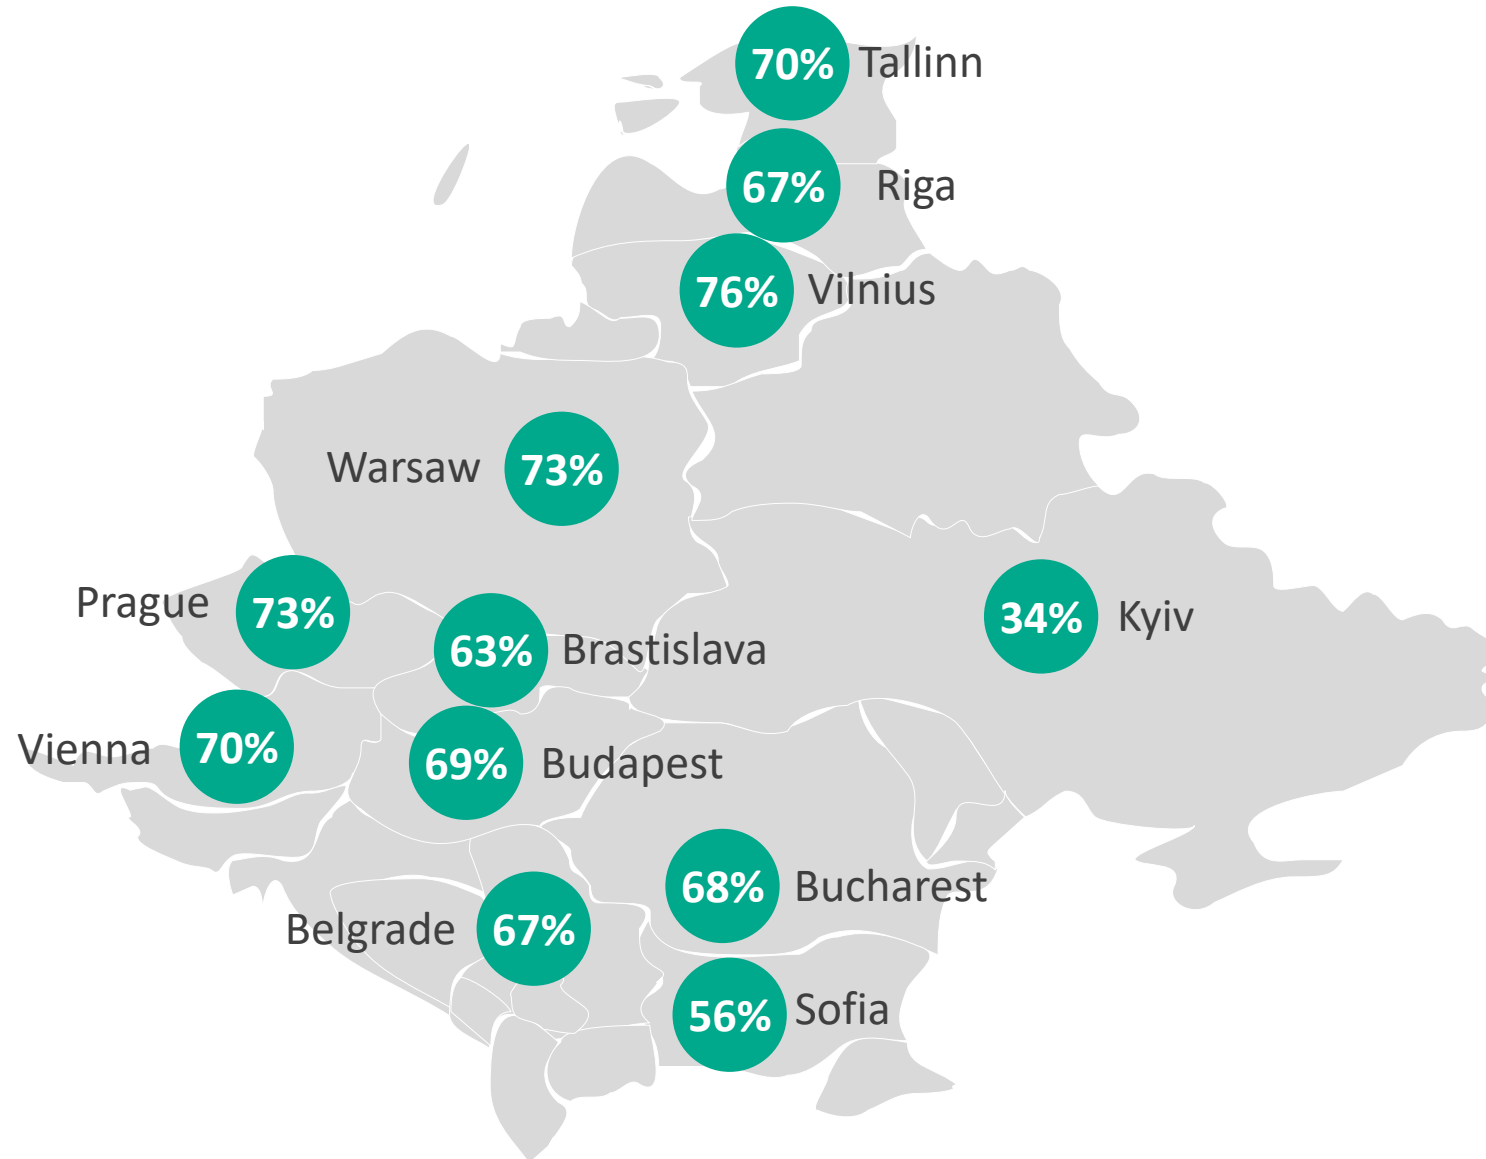 70% Tallinn
67% Riga
76% Vilnius
Warsaw 73%
Prague 73%
34% Kyiv
63% Brastislava
Vienna 70%
69% Budapest
68% Bucharest
Belgrade 67%
56% Sofia